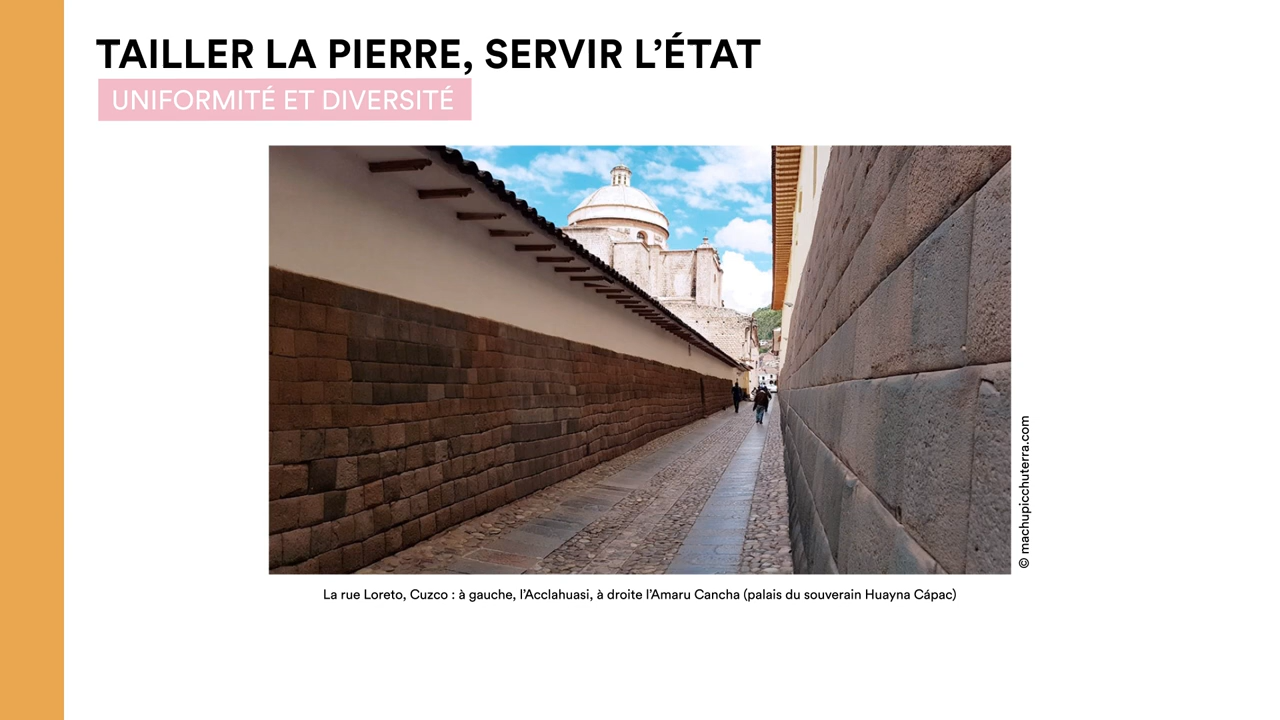 TAILLER LA PIERRE, SERVIR L’ÉTAT
UNIFORMITÉ ET DIVERSITÉ
© machupicchuterra.com
La rue Loreto, Cuzco : à gauche, l’Acclahuasi, à droite l’Amaru Cancha (palais du souverain Huayna Cápac)